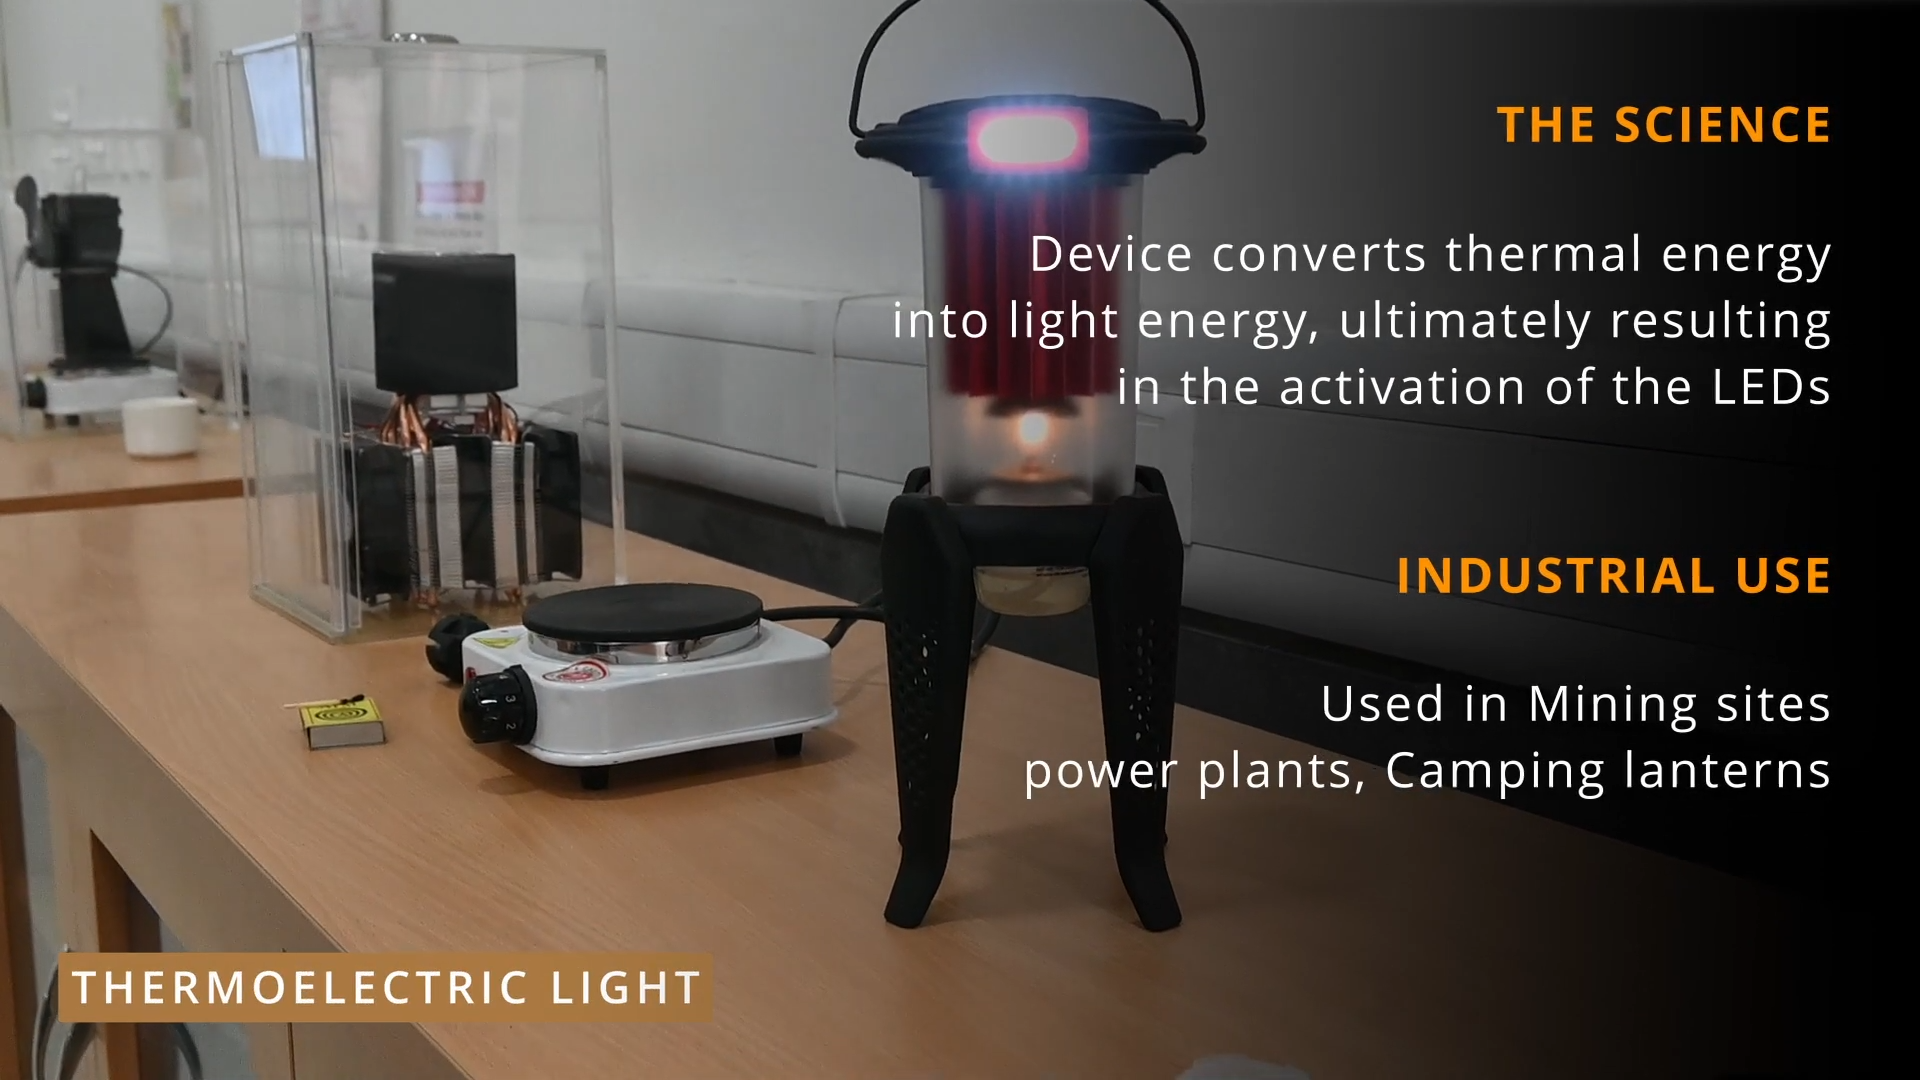 THE SCIENCE
Device converts thermal energy
into light energy, ultimately resulting
in the activation of the LEDs
INDUSTRIAL USE
Used in Mining sites
power plants, Camping lanterns
THERMOELECTRIC LIGHT